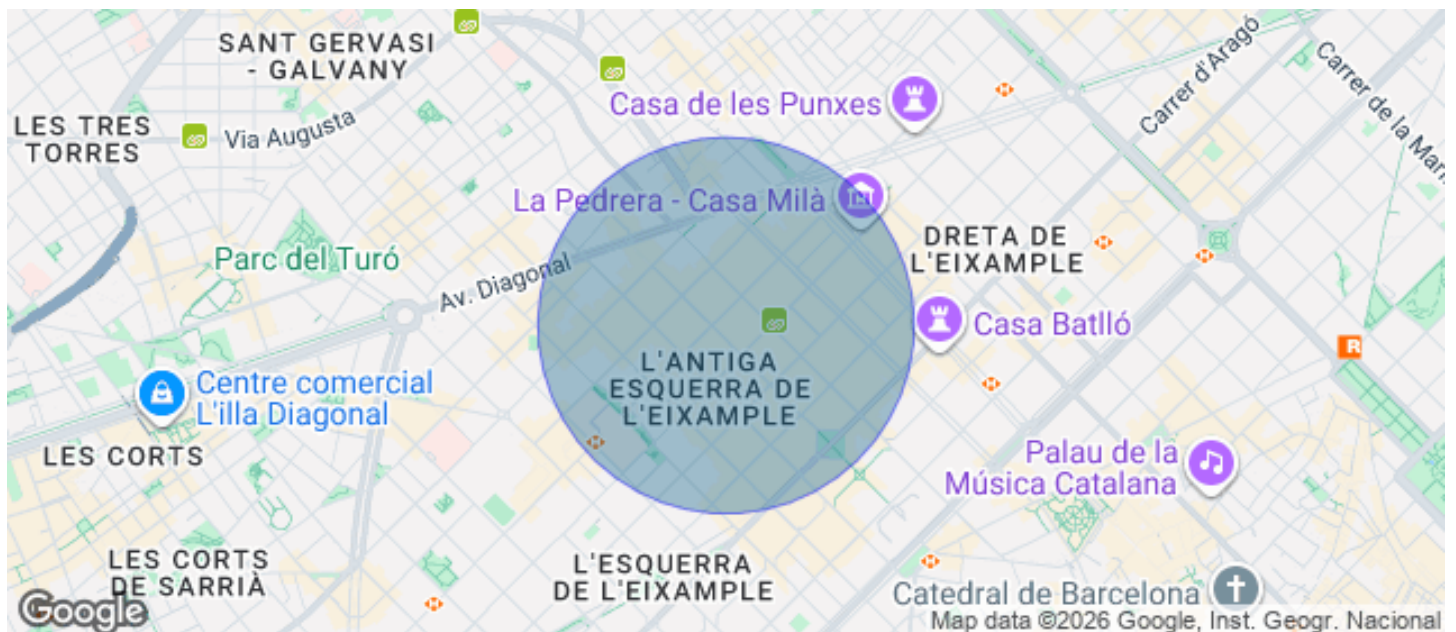 SANT GERVASI
- GALVANY
LES TRES
TORRES
Via Augusta
Casa de les Punxes
Carrer d'Aragó
Carrer de la Mari
La Pedrera - Casa Milà
Parc del Turó
Av. Diagonal
DRETA DE
L'EIXAMPLE
Casa Batlló
L'ANTIGA
ESQUERRA DE
L'EIXAMPLE
Centre comercial
L'illa Diagonal
LES CORTS
R
Palau de la
Música Catalana
LES CORTS
DE SARRIÀ
L'ESQUERRA
DE L'EIXAMPLE
Catedral de Barcelona
Google
Map data ©2026 Google, Inst. Geogr. Nacional